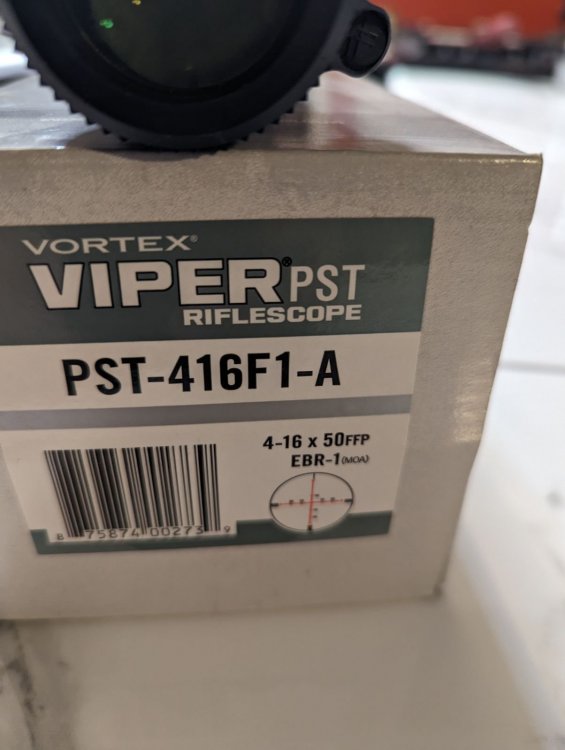 VORTEX®
VIPER® PST
RIFLESCOPE
PST-416F1-A
4-16 x 50FFP
EBR-1(MOA)
8 75874 00273 9